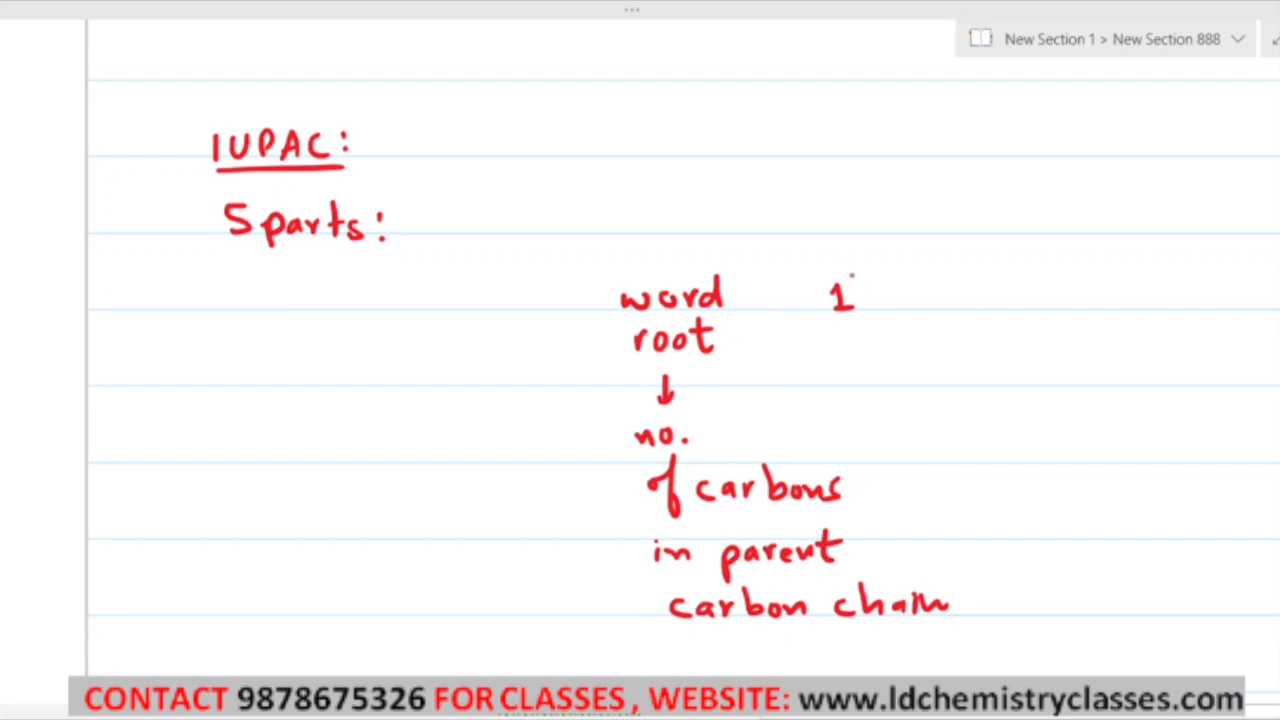 New Section 1 > New Section 888
IUPAC:
5 parts:
word 1
root
↓
no.
of carbons
in parent
carbon chain
CONTACT 9878675326 FOR CLASSES , WEBSITE: www.ldchemistryclasses.com